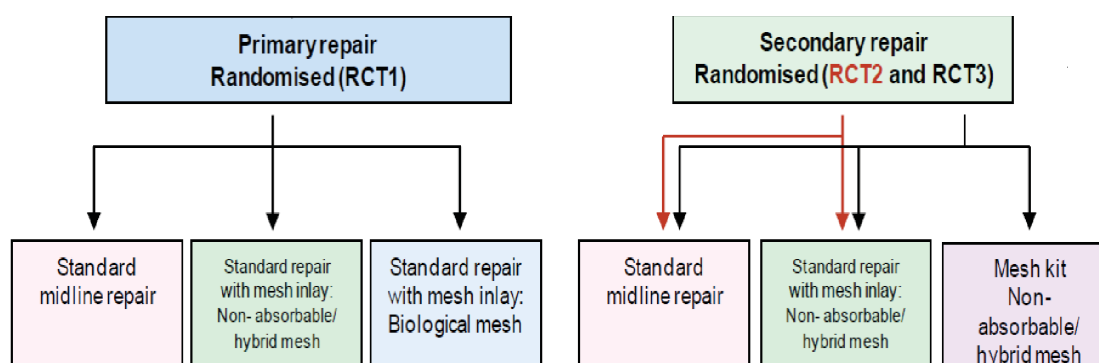 Primary repair
Randomised (RCT1)
Secondary repair
Randomised (RCT2 and RCT3)
Standard
midline repair
Standard repair
with mesh inlay:
Non- absorbable/
hybrid mesh
Standard repair
with mesh inlay:
Biological mesh
Standard
midline repair
Standard repair
with mesh inlay:
Non- absorbable/
hybrid mesh
Mesh kit
Non-
absorbable/
hybrid mesh